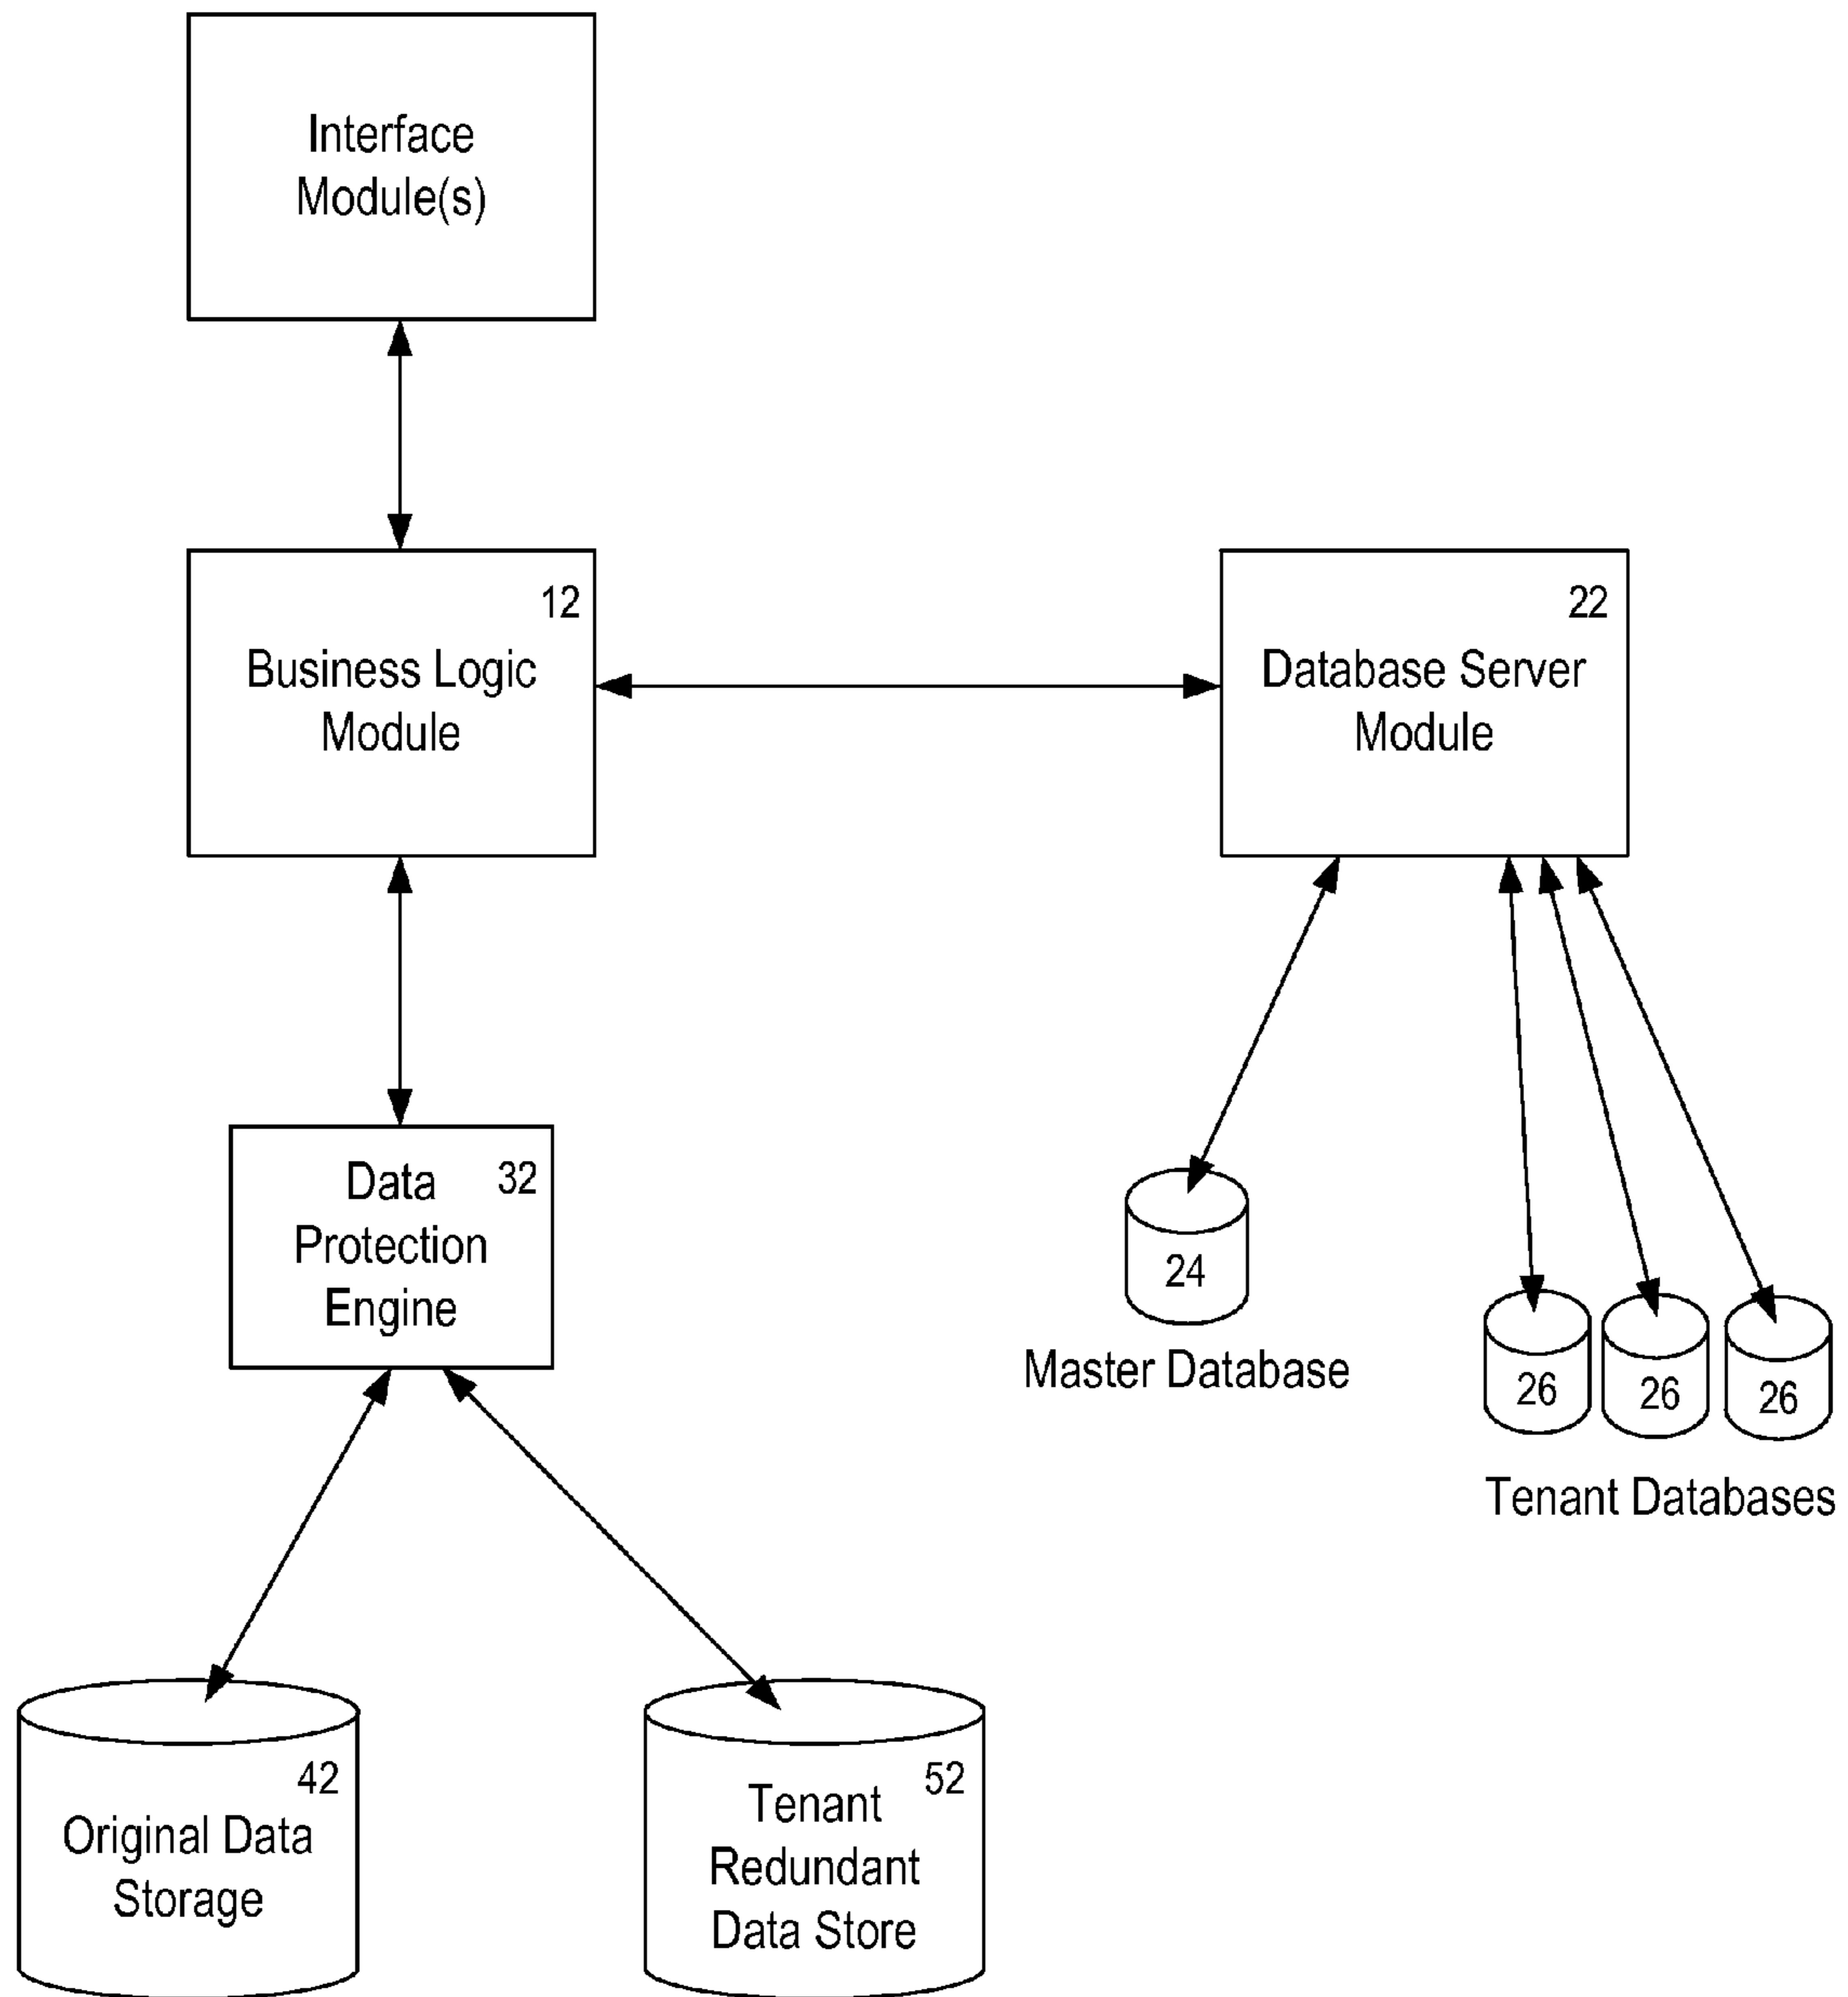 Interface
Module(s)
12
Business Logic
Module
22
Database Server
Module
32
Data
Protection
Engine
24
Master Database
26
26
26
Tenant Databases
42
Original Data
Storage
52
Tenant
Redundant
Data Store